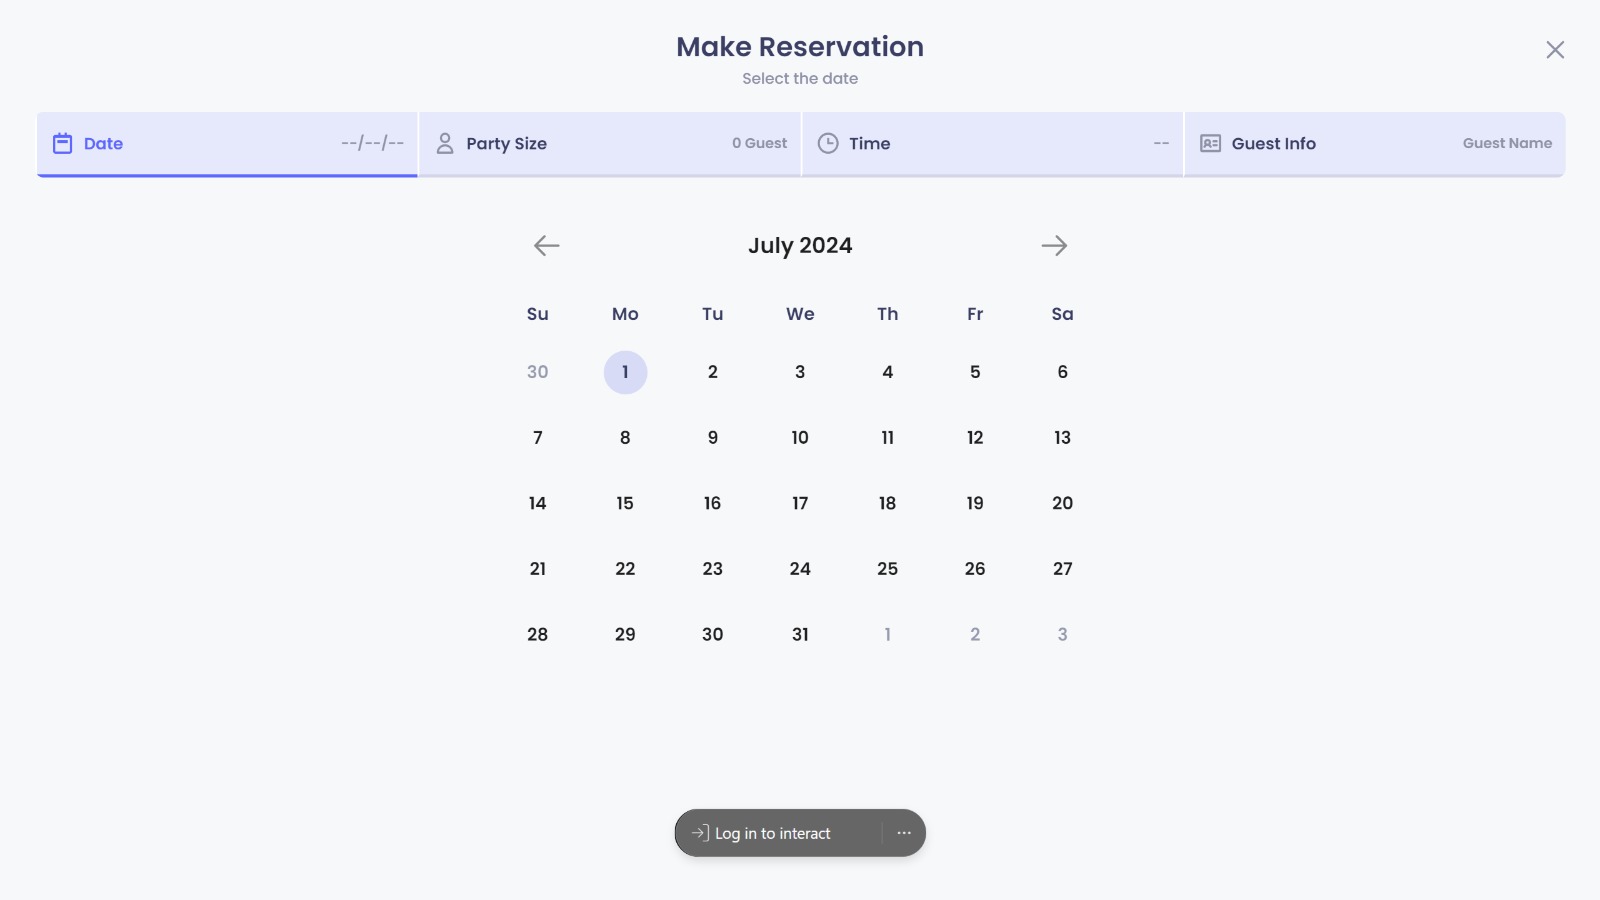 Make Reservation
Select the date
Date --/--/-- Party Size 0 Guest Time -- Guest Info Guest Name
July 2024
Su Mo Tu We Th Fr Sa
30 1 2 3 4 5 6
7 8 9 10 11 12 13
14 15 16 17 18 19 20
21 22 23 24 25 26 27
28 29 30 31 1 2 3
Log in to interact ...